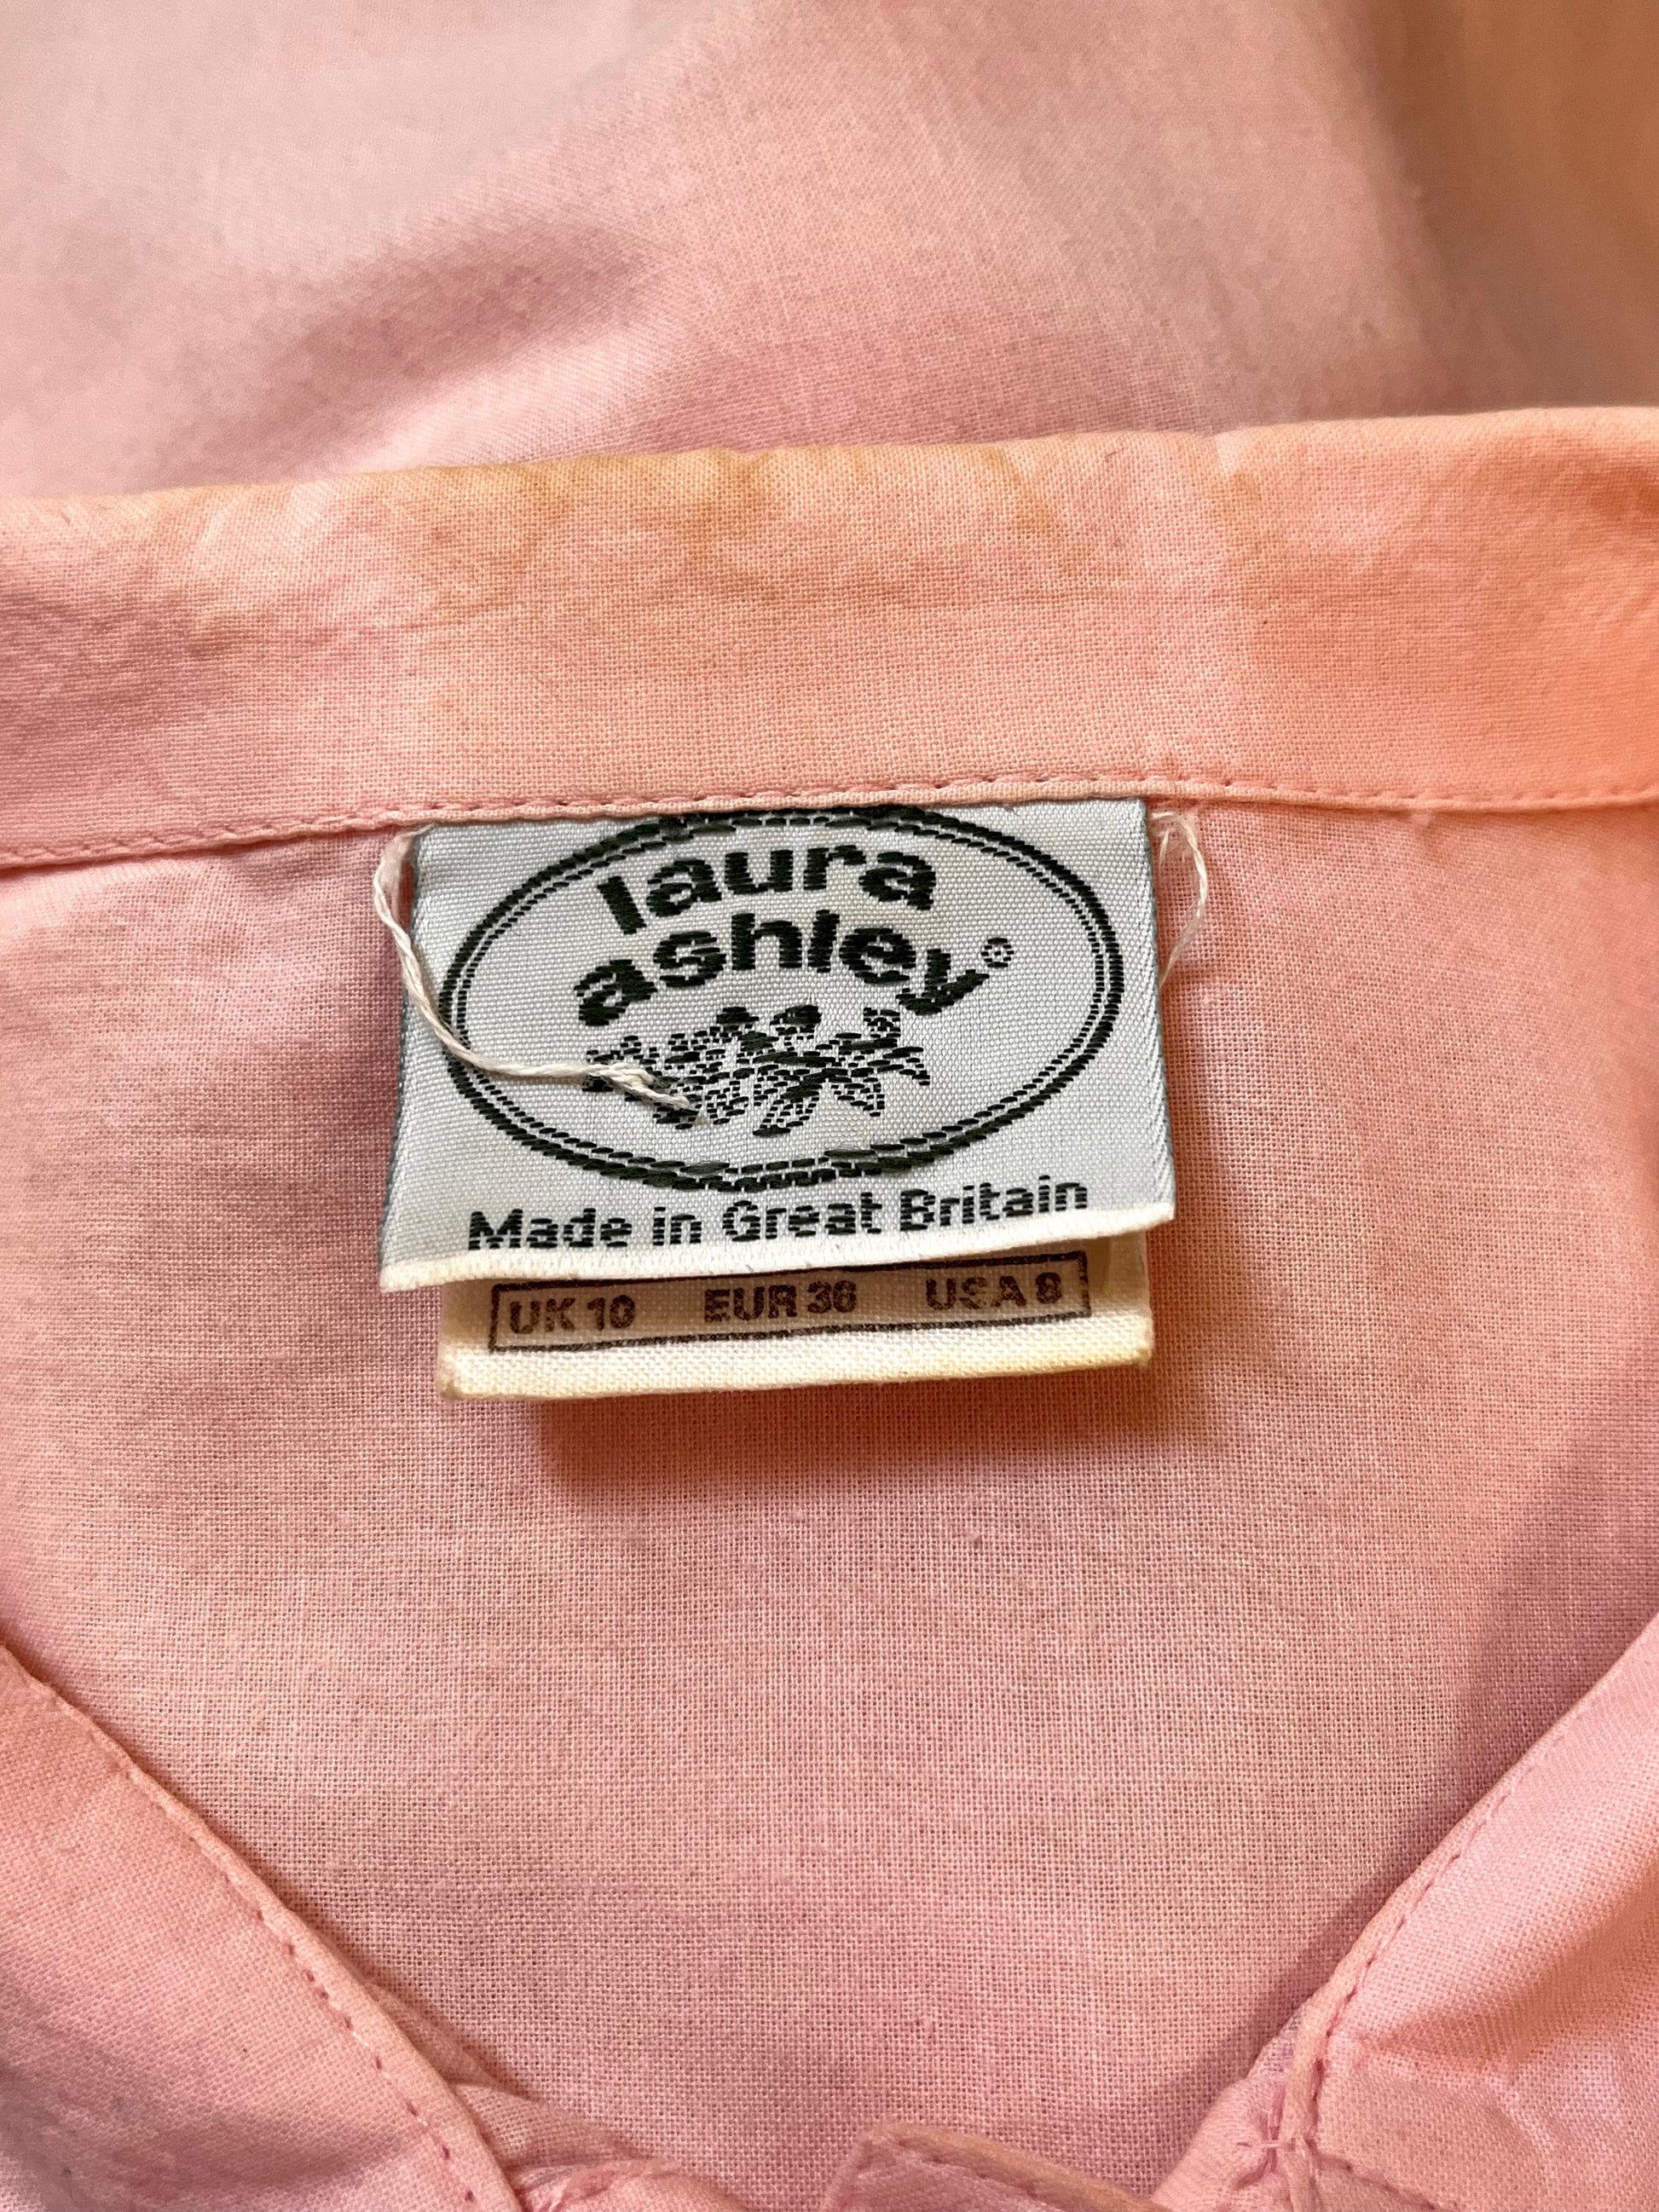 laura
ashley®
Made in Great Britain
UK 10 EUR 36 USA 8